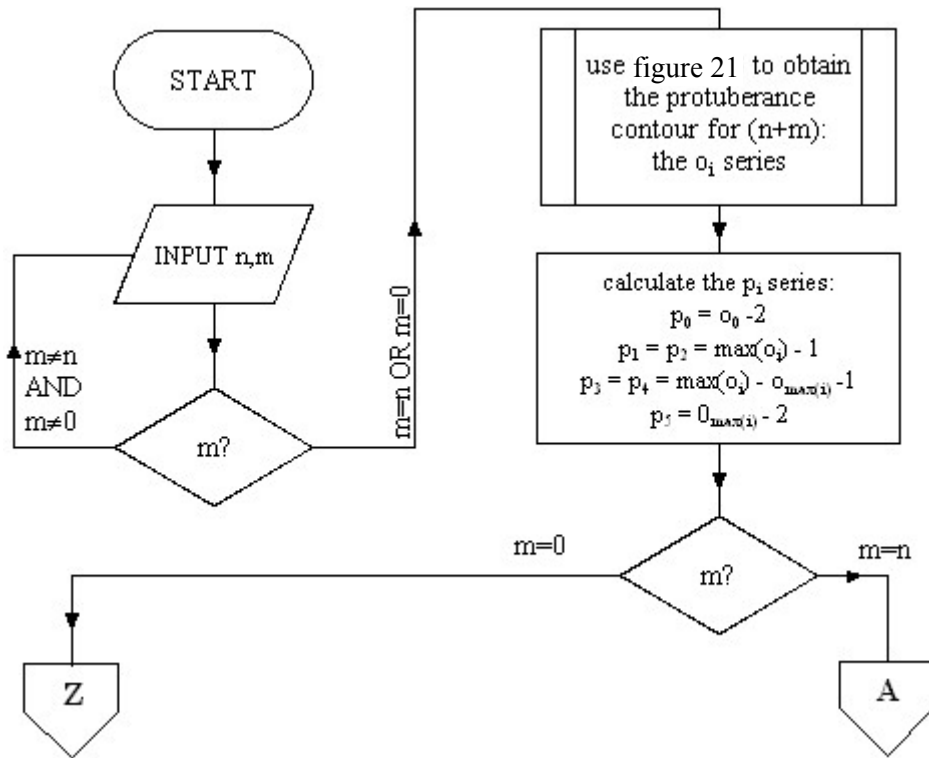 START
INPUT n,m
m≠n
AND
m≠0
m?
m=n OR m=0
use figure 21 to obtain
the protuberance
contour for (n+m):
the oᵢ series
calculate the pᵢ series:
p₀ = o₀ -2
p₁ = p₂ = max(oᵢ) - 1
p₃ = p₄ = max(oᵢ) - o_max(i) -1
p₅ = 0_max(i) - 2
m=0
m?
m=n
Z
A